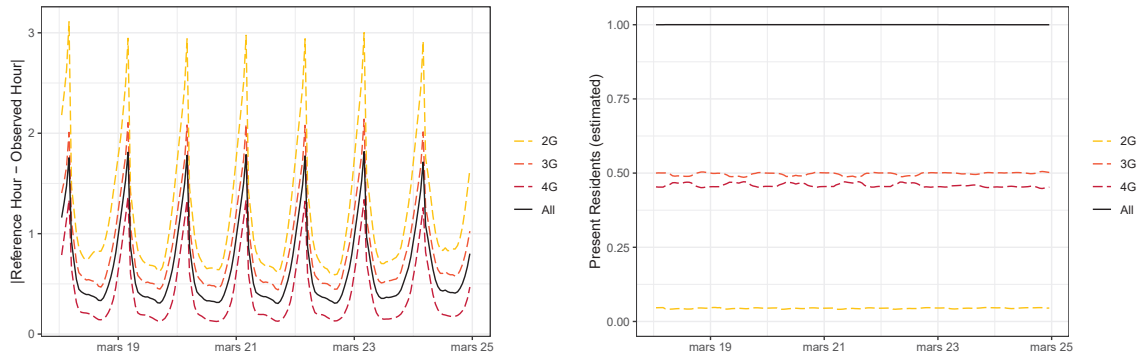 |Reference Hour − Observed Hour|
3
2
1
0
mars 19
mars 21
mars 23
mars 25
2G
3G
4G
All
Present Residents (estimated)
1.00
0.75
0.50
0.25
0.00
mars 19
mars 21
mars 23
mars 25
2G
3G
4G
All